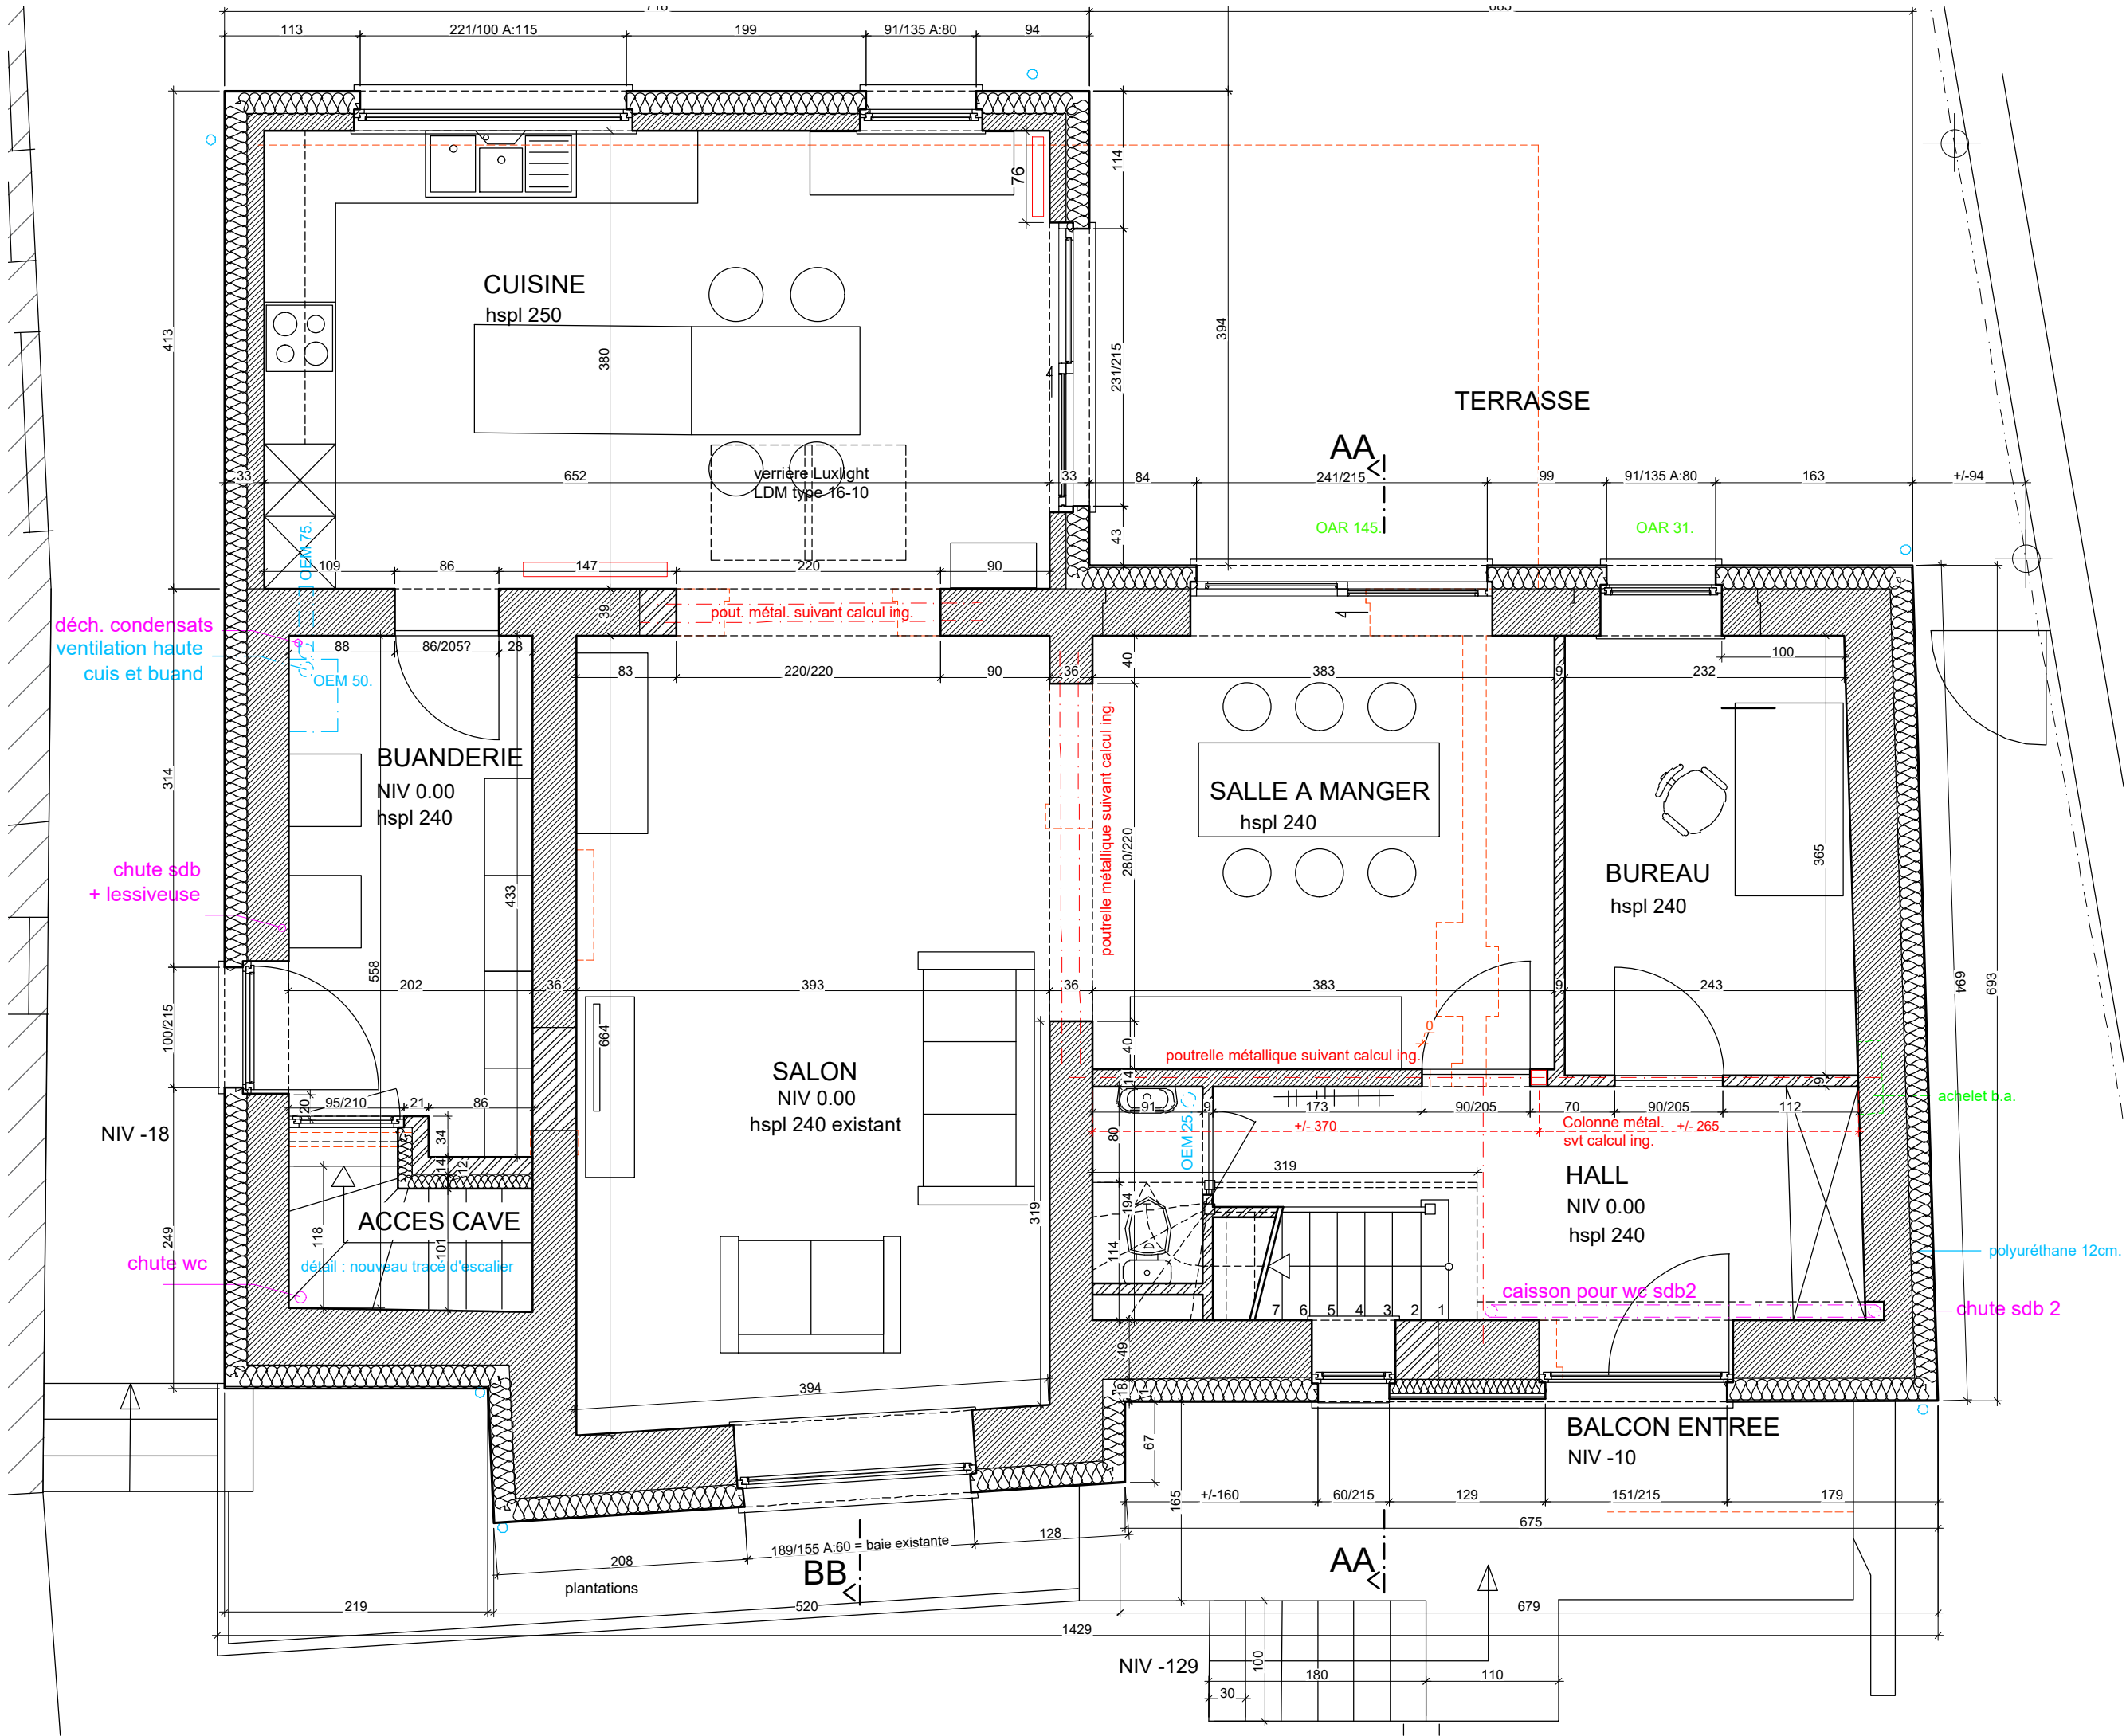 718
685
113
221/100 A:115
199
91/135 A:80
94
76
114
413
CUISINE
hspl 250
380
394
231/215
TERRASSE
AA
33
652
verrière Luxlight
LDM type 16-10
33
84
241/215
99
91/135 A:80
163
+/-94
OAR 145.
OAR 31.
43
OEM 75.
109
86
147
220
90
39
pout. métal. suivant calcul ing.
déch. condensats
ventilation haute
cuis et buand
88
86/205?
28
OEM 50.
83
220/220
90
36
40
383
9
232
100
BUANDERIE
NIV 0.00
hspl 240
314
433
558
poutrelle métallique suivant calcul ing.
280/220
SALLE A MANGER
hspl 240
365
BUREAU
hspl 240
chute sdb
+ lessiveuse
202
36
393
36
383
9
243
694
693
100/215
664
SALON
NIV 0.00
hspl 240 existant
319
40
poutrelle métallique suivant calcul ing.
0
14
9
20
95/210
21
86
91
9
173
90/205
70
90/205
112
achelet b.a.
NIV -18
34
14
12
80
OEM 25
+/- 370
Colonne métal.
svt calcul ing.
+/- 265
319
HALL
NIV 0.00
hspl 240
ACCES CAVE
118
101
détail : nouveau tracé d'escalier
249
chute wc
194
114
polyuréthane 12cm.
caisson pour wc sdb2
chute sdb 2
7
6
5
4
3
2
1
49
18
1
394
67
BALCON ENTREE
NIV -10
165
+/-160
60/215
129
151/215
179
675
208
189/155 A:60 = baie existante
128
BB
AA
plantations
219
520
679
1429
NIV -129
100
180
110
30